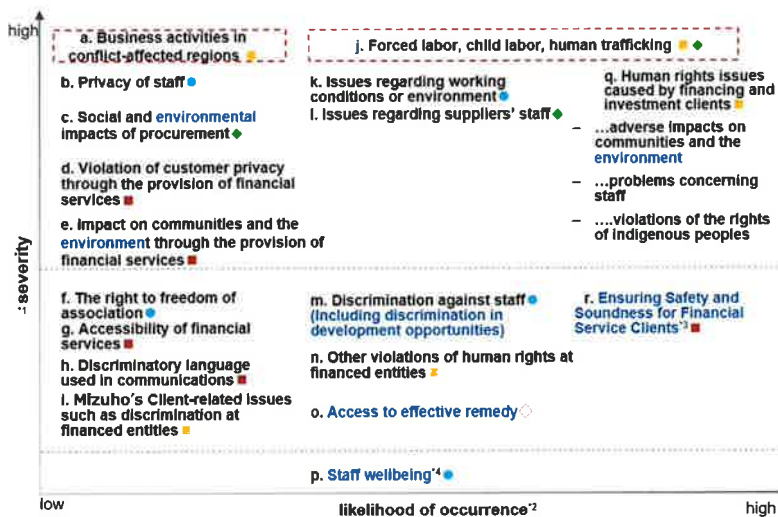 high
a. Business activities in
conflict-affected regions
b. Privacy of staff
c. Social and environmental
impacts of procurement
d. Violation of customer privacy
through the provision of financial
services
e. Impact on communities and the
environment through the provision of
financial services
j. Forced labor, child labor, human trafficking
k. Issues regarding working
conditions or environment
l. Issues regarding suppliers' staff
q. Human rights issues
caused by financing and
investment clients
– ...adverse impacts on
communities and the
environment
– ...problems concerning
staff
– ....violations of the rights
of indigenous peoples
*1severity
f. The right to freedom of
association
g. Accessibility of financial
services
h. Discriminatory language
used in communications
i. Mizuho's Client-related issues
such as discrimination at
financed entities
m. Discrimination against staff
(Including discrimination in
development opportunities)
n. Other violations of human rights at
financed entities
o. Access to effective remedy
r. Ensuring Safety and
Soundness for Financial
Service Clients*3
p. Staff wellbeing*4
low
likelihood of occurrence*2
high